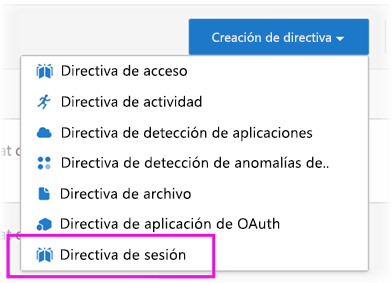 Creación de directiva
Directiva de acceso
Directiva de actividad
Directiva de detección de aplicaciones
Directiva de detección de anomalías de..
Directiva de archivo
Directiva de aplicación de OAuth
Directiva de sesión